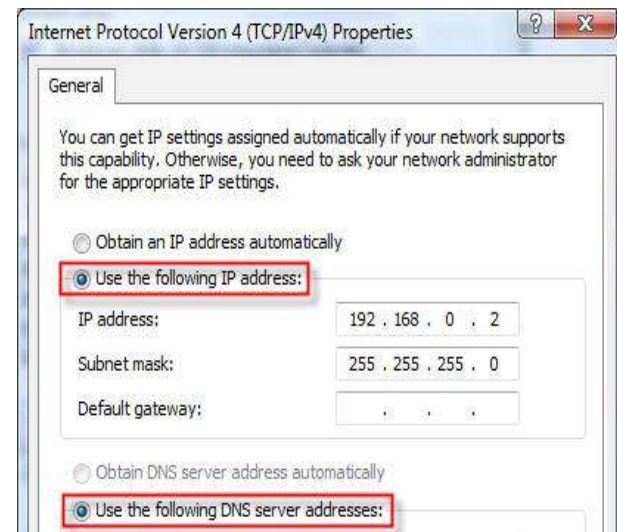 Internet Protocol Version 4 (TCP/IPv4) Properties
General
You can get IP settings assigned automatically if your network supports
this capability. Otherwise, you need to ask your network administrator
for the appropriate IP settings.
Obtain an IP address automatically
Use the following IP address:
IP address: 192 . 168 . 0 . 2
Subnet mask: 255 . 255 . 255 . 0
Default gateway: . . .
Obtain DNS server address automatically
Use the following DNS server addresses: